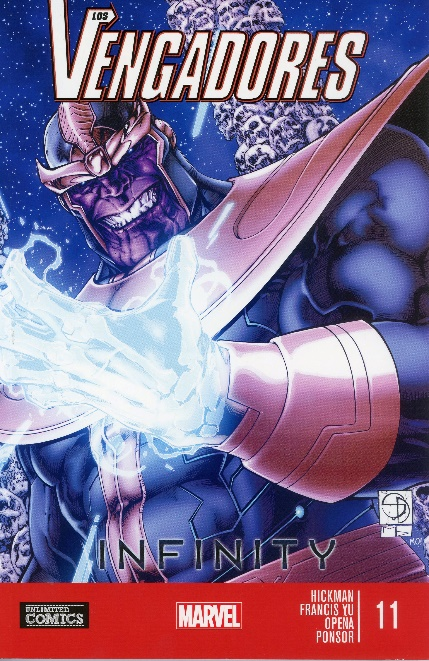 LOS
VENGADORES
INFINITY
UNLIMITED
COMICS
MARVEL
HICKMAN
FRANCIS YU
OPEÑA
PONSOR
11